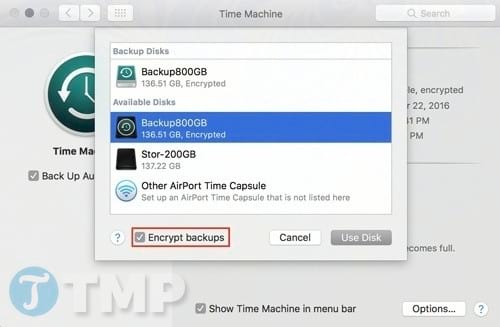 Time Machine
Search
Backup Disks
Backup800GB
136.51 GB, Encrypted
Available Disks
Backup800GB
136.51 GB, Encrypted
Stor-200GB
137.22 GB
Other AirPort Time Capsule
Set up an AirPort Time Capsule that is not listed here
le, encrypted
r 22, 2016
41 PM
PM
Time Ma
Back Up Au
? Encrypt backups Cancel Use Disk
ecomes full.
TMP
Show Time Machine in menu bar
Options... ?